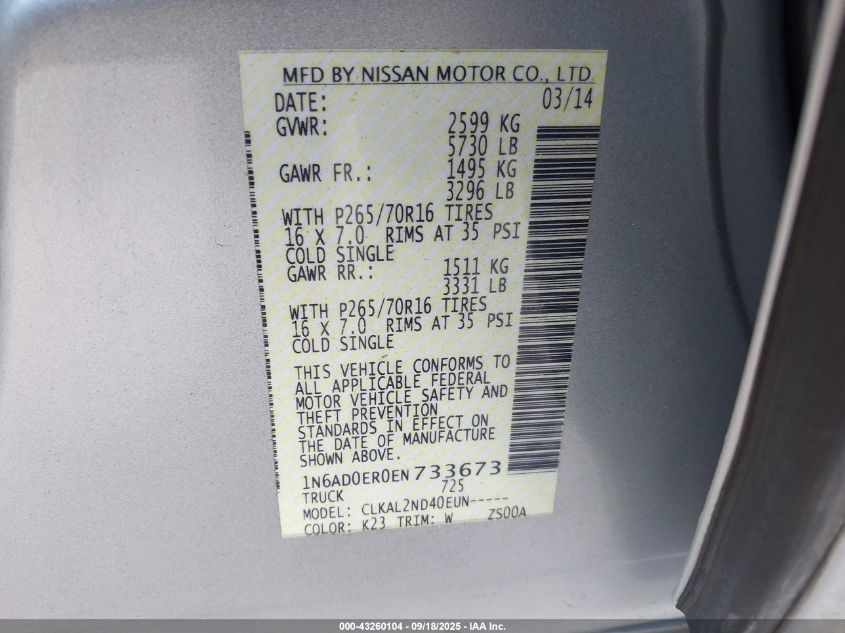 MFD BY NISSAN MOTOR CO., LTD.
DATE: 03/14
GVWR: 2599 KG
5730 LB
GAWR FR.: 1495 KG
3296 LB
WITH P265/70R16 TIRES
16 X 7.0 RIMS AT 35 PSI
COLD SINGLE
GAWR RR.: 1511 KG
3331 LB
WITH P265/70R16 TIRES
16 X 7.0 RIMS AT 35 PSI
COLD SINGLE
THIS VEHICLE CONFORMS TO
ALL APPLICABLE FEDERAL
MOTOR VEHICLE SAFETY AND
THEFT PREVENTION
STANDARDS IN EFFECT ON
THE DATE OF MANUFACTURE
SHOWN ABOVE.
1N6AD0ER0EN733673
TRUCK 725
MODEL: CLKAL2ND40EUN-----
COLOR: K23 TRIM: W ZS00A
000-43260104 - 09/18/2025 - IAA Inc.